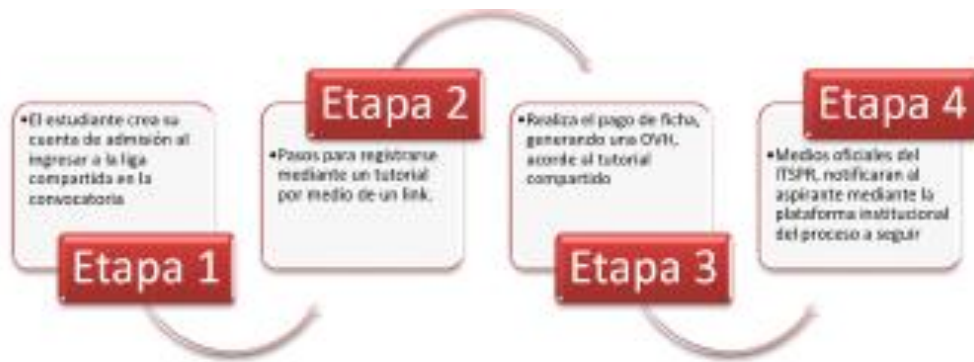 •El estudiante crea su
cuenta de admisión al
ingresar a la liga
compartida en la
convocatoria
Etapa 1
Etapa 2
•Pasos para registrarse
mediante un tutorial
por medio de un link.
•Realiza el pago de ficha,
generando una OVH,
acorde al tutorial
compartido
Etapa 3
Etapa 4
•Medios oficiales del
ITSPR, notificaran al
aspirante mediante la
plataforma institucional
del proceso a seguir